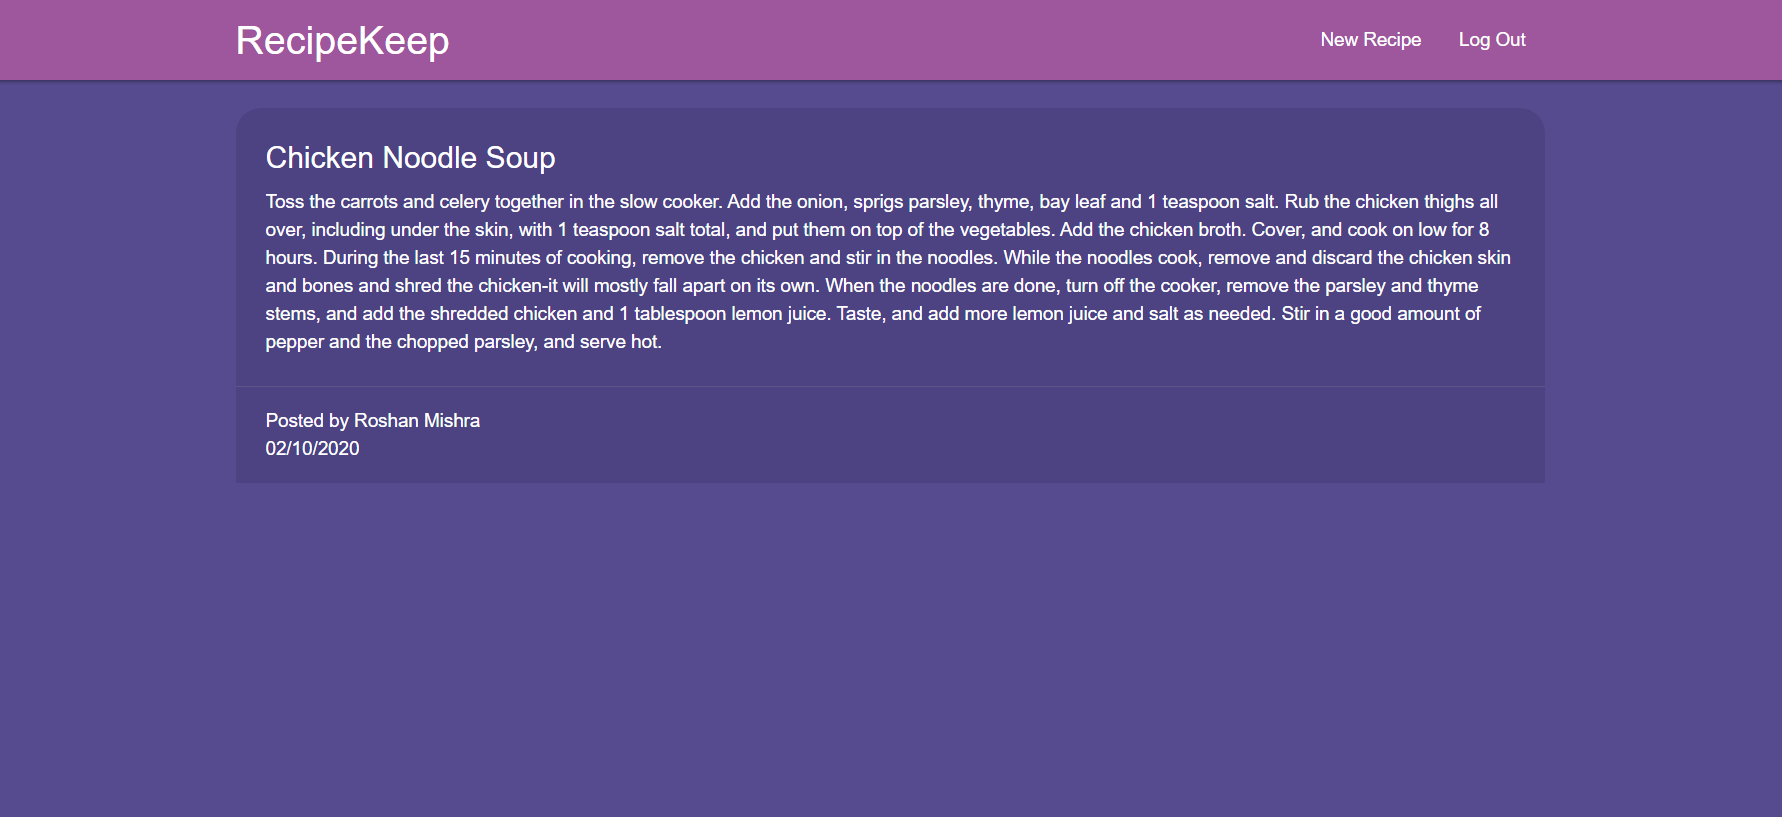 RecipeKeep
New Recipe
Log Out
Chicken Noodle Soup
Toss the carrots and celery together in the slow cooker. Add the onion, sprigs parsley, thyme, bay leaf and 1 teaspoon salt. Rub the chicken thighs all
over, including under the skin, with 1 teaspoon salt total, and put them on top of the vegetables. Add the chicken broth. Cover, and cook on low for 8
hours. During the last 15 minutes of cooking, remove the chicken and stir in the noodles. While the noodles cook, remove and discard the chicken skin
and bones and shred the chicken-it will mostly fall apart on its own. When the noodles are done, turn off the cooker, remove the parsley and thyme
stems, and add the shredded chicken and 1 tablespoon lemon juice. Taste, and add more lemon juice and salt as needed. Stir in a good amount of
pepper and the chopped parsley, and serve hot.
Posted by Roshan Mishra
02/10/2020